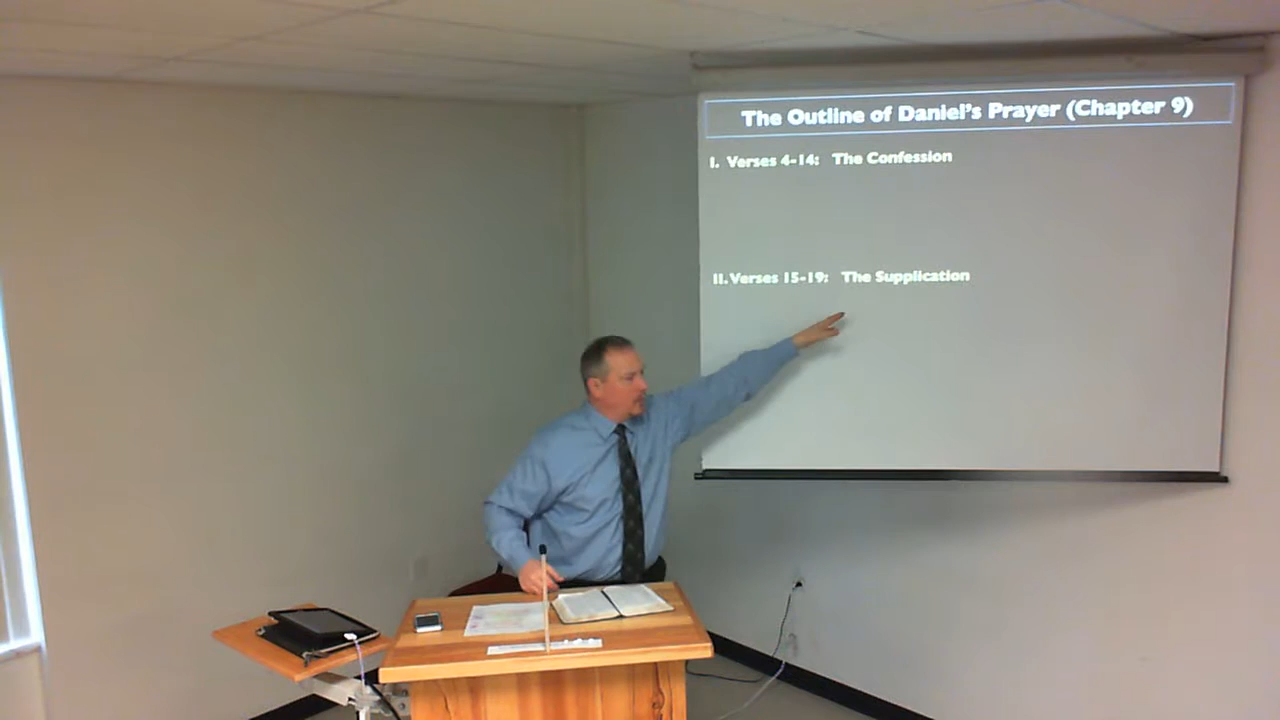 The Outline of Daniel's Prayer (Chapter 9)
I. Verses 4-14: The Confession
II. Verses 15-19: The Supplication